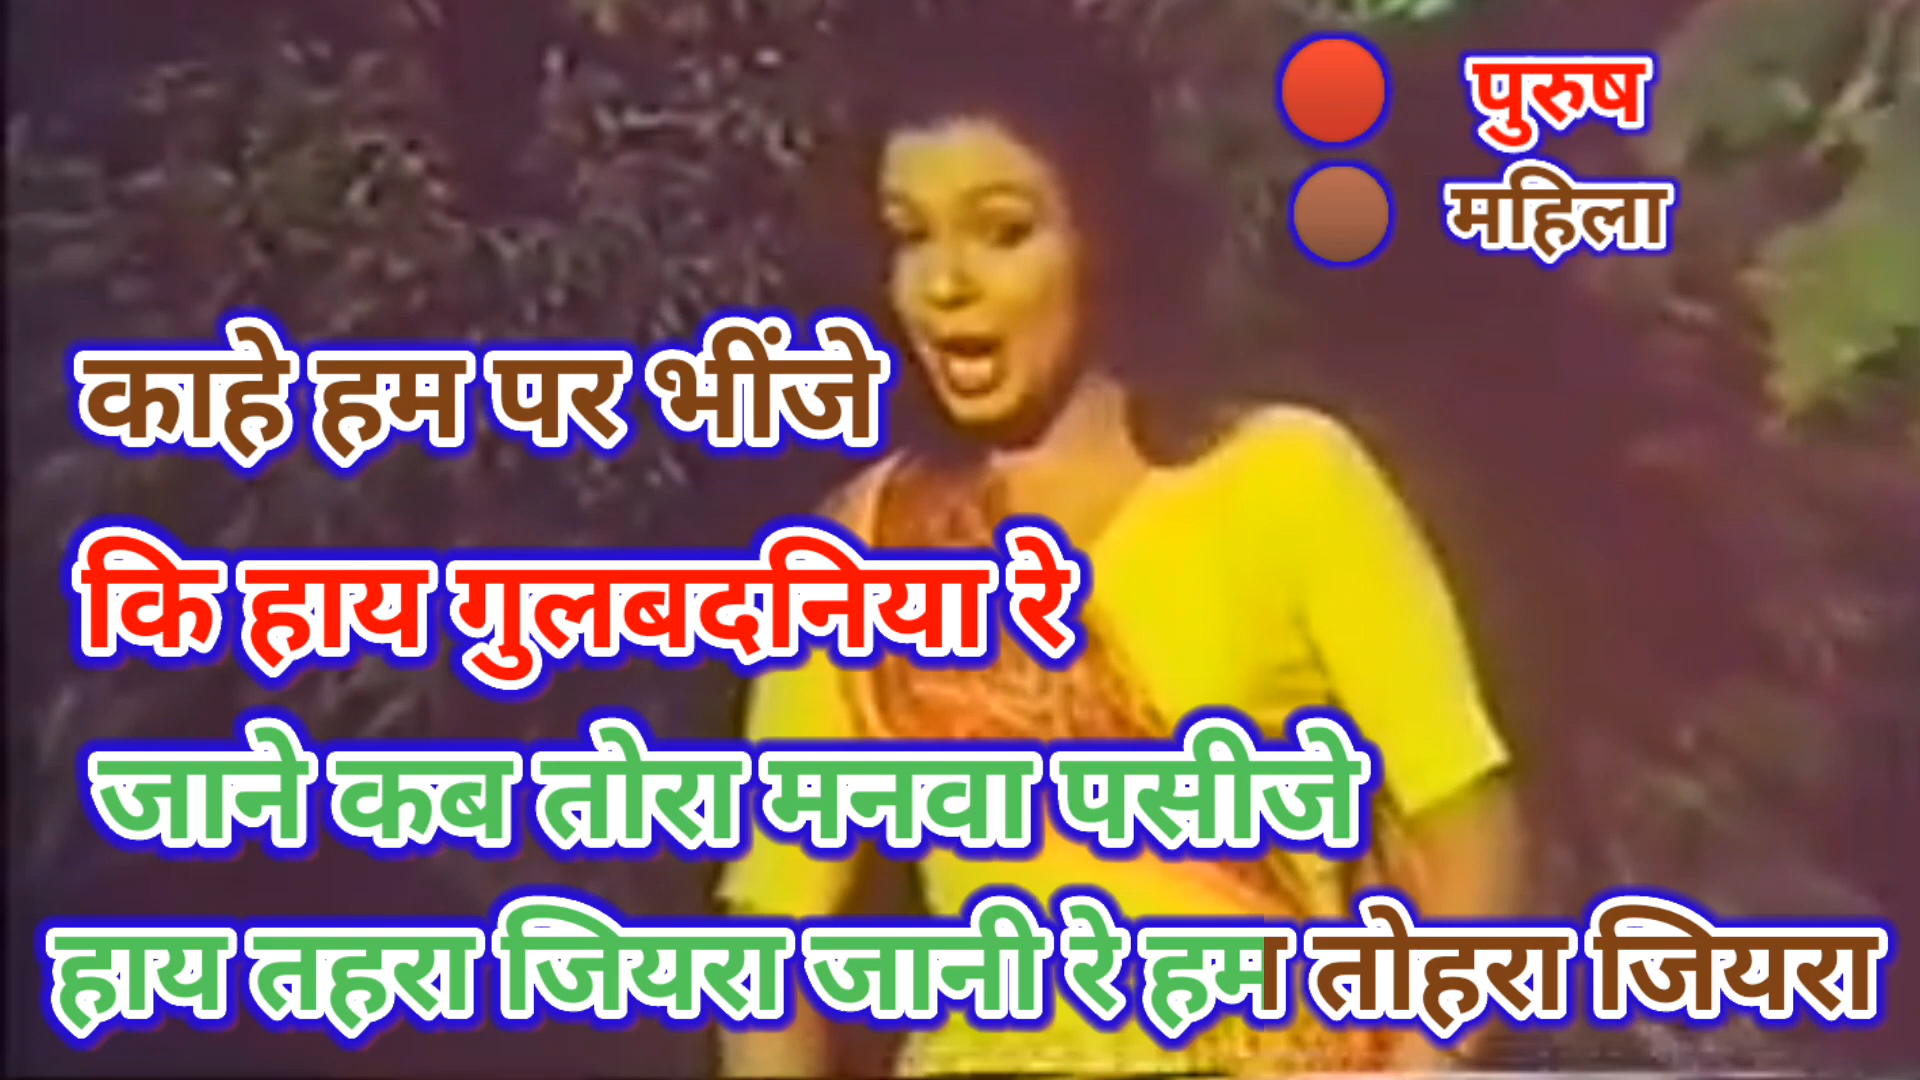 पुरुष
महिला
काहे हम पर भींजे
कि हाय गुलबदनिया रे
जाने कब तोरा मनवा पसीजे
हाय तहरा जियरा जानी रे हम तोहरा जियरा